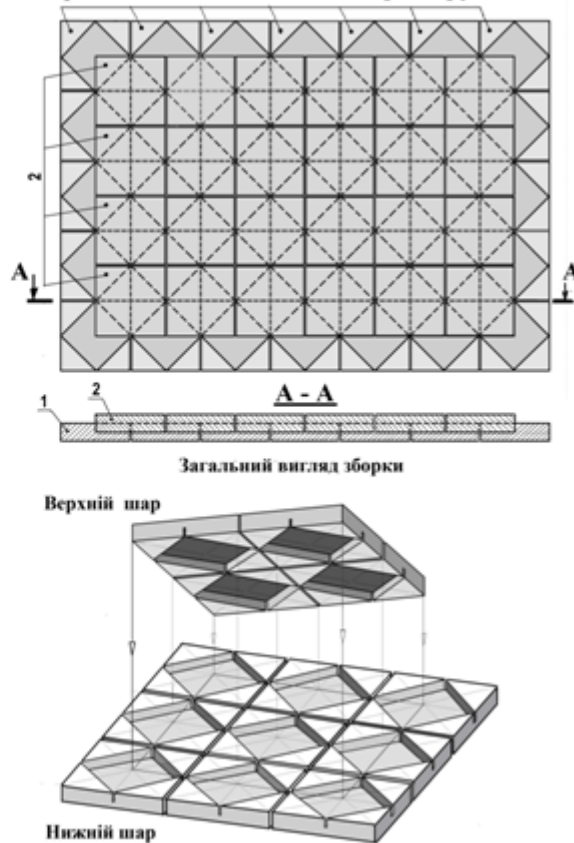 2
А А
А - А
1 2
Загальний вигляд зборки
Верхній шар
Нижній шар